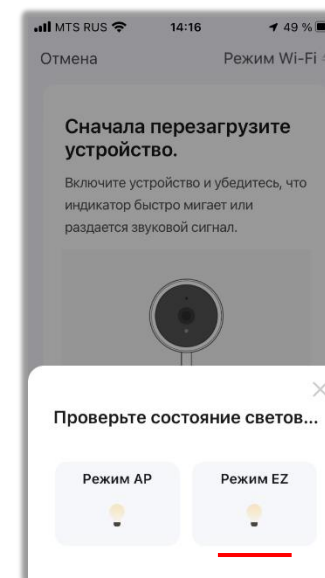 MTS RUS 14:16 49 %
Отмена Режим Wi-Fi
Сначала перезагрузите
устройство.
Включите устройство и убедитесь, что
индикатор быстро мигает или
раздается звуковой сигнал.
Проверьте состояние светов...
Режим AP Режим EZ